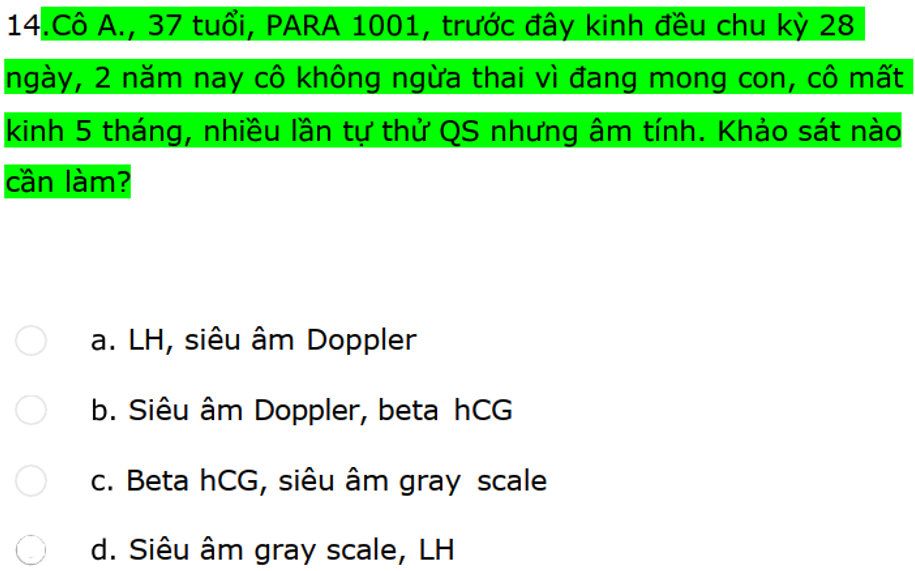 14.Cô A., 37 tuổi, PARA 1001, trước đây kinh đều chu kỳ 28
ngày, 2 năm nay cô không ngừa thai vì đang mong con, cô mất
kinh 5 tháng, nhiều lần tự thử QS nhưng âm tính. Khảo sát nào
cần làm?
a. LH, siêu âm Doppler
b. Siêu âm Doppler, beta hCG
c. Beta hCG, siêu âm gray scale
d. Siêu âm gray scale, LH